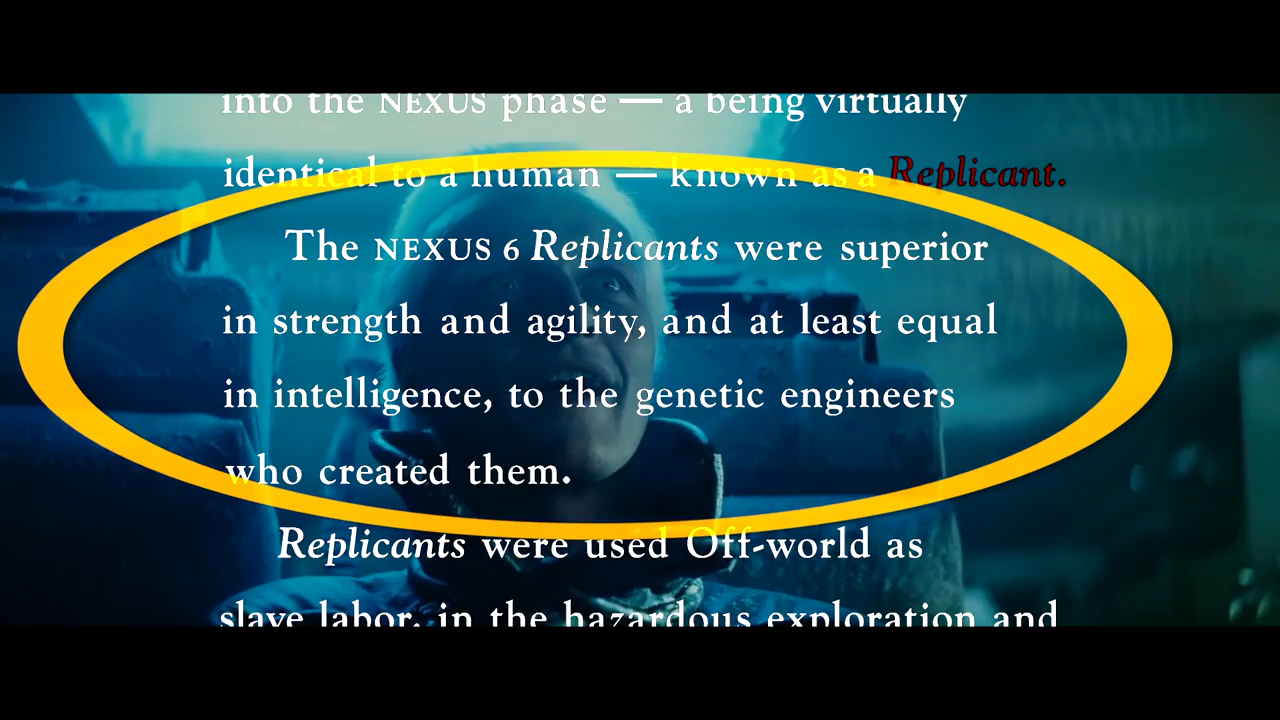 into the NEXUS phase — a being virtually
identical to a human — known as a Replicant.
The NEXUS 6 Replicants were superior
in strength and agility, and at least equal
in intelligence, to the genetic engineers
who created them.
Replicants were used Off-world as
slave labor, in the hazardous exploration and